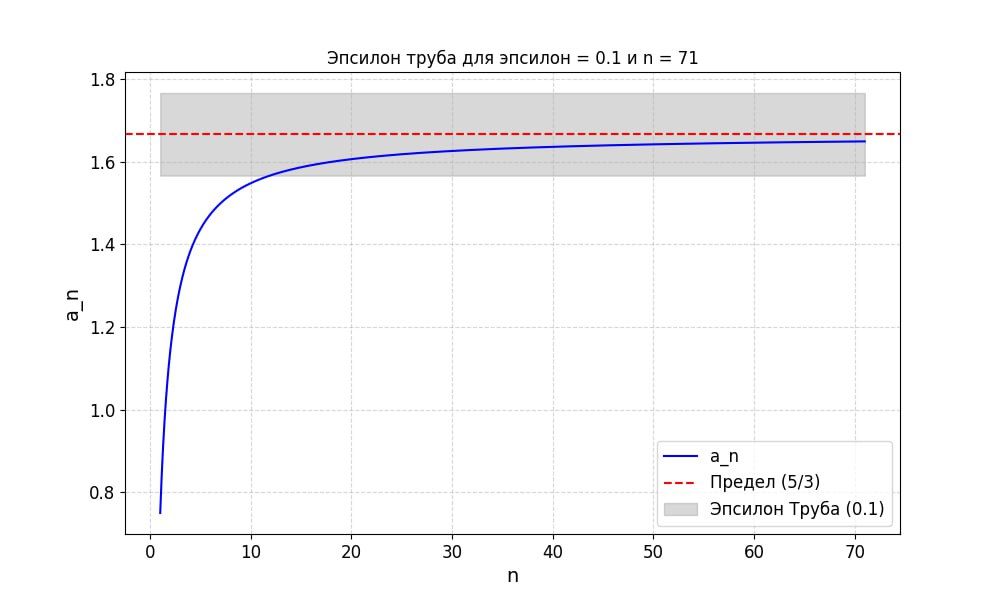 Эпсилон труба для эпсилон = 0.1 и n = 71
1.8
1.6
1.4
1.2
1.0
0.8
a_n
0 10 20 30 40 50 60 70
n
a_n
Предел (5/3)
Эпсилон Труба (0.1)